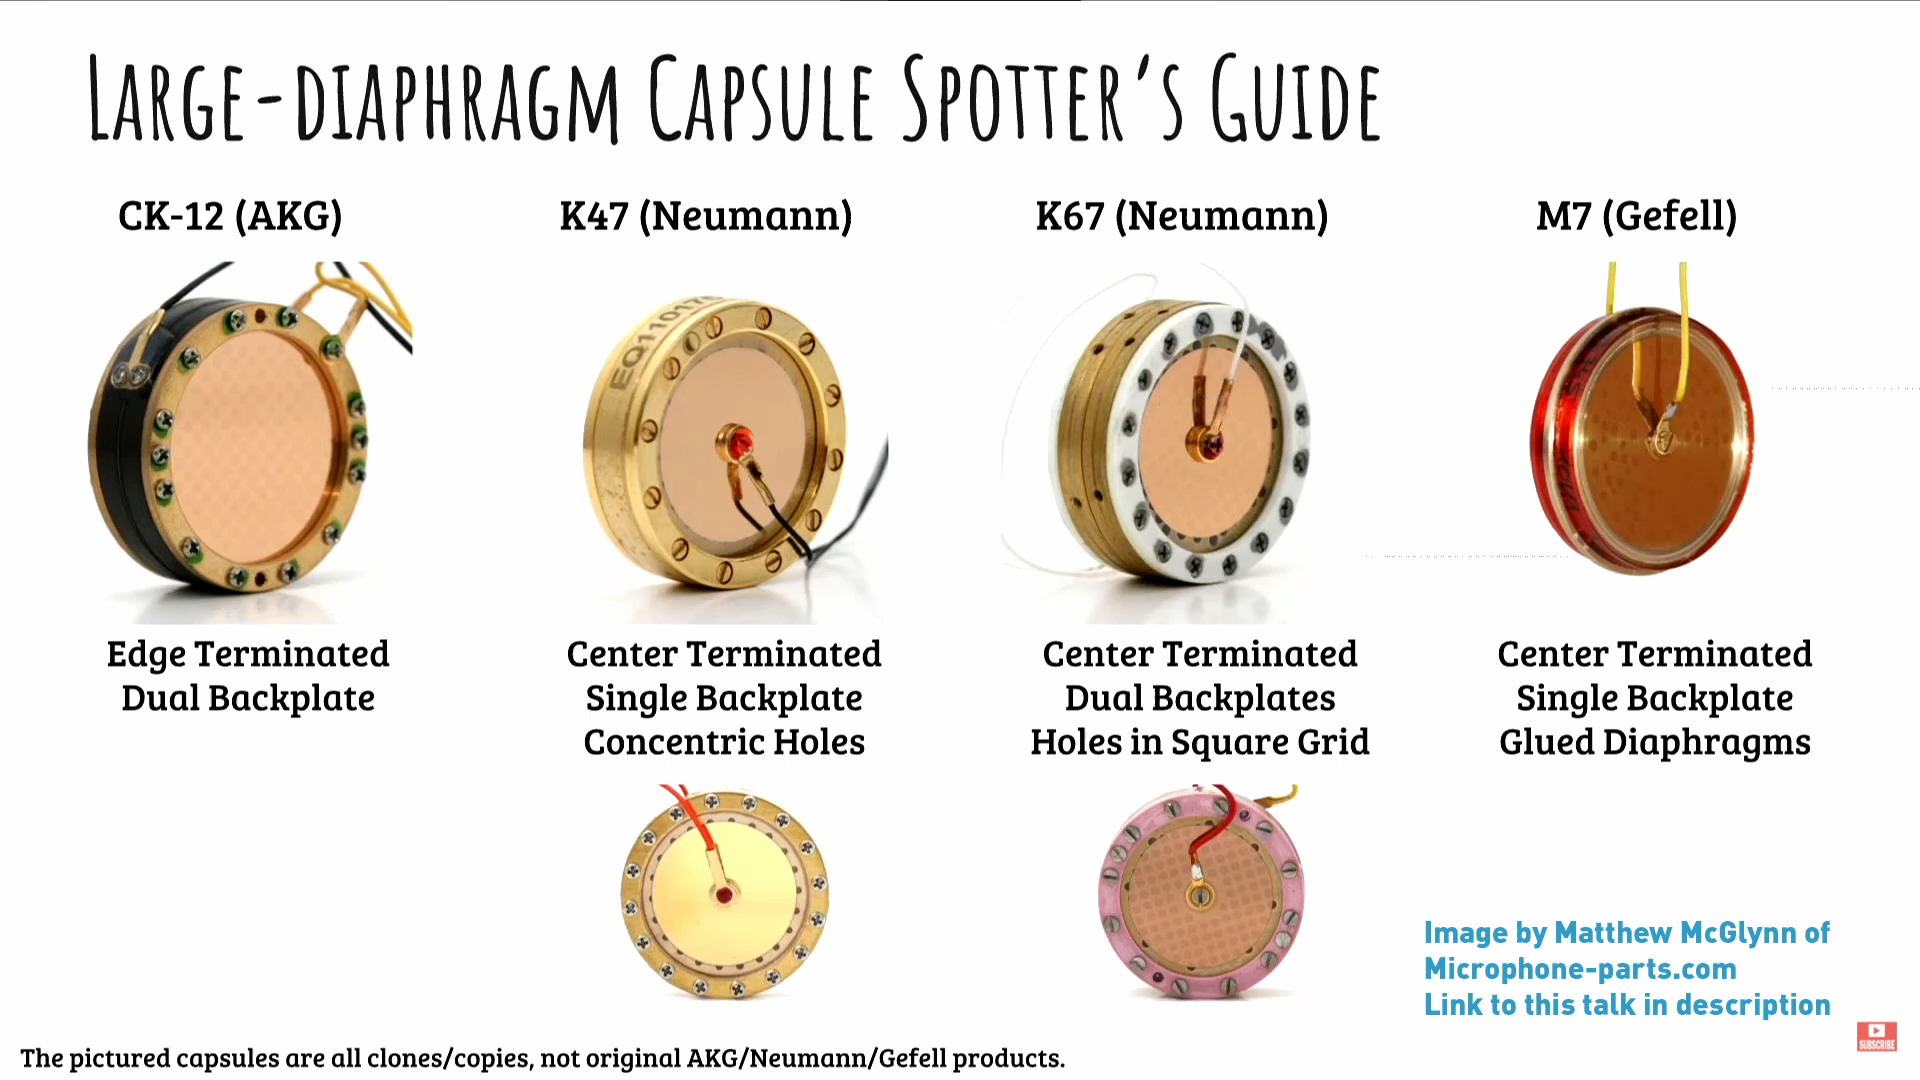 Large-diaphragm Capsule Spotter's Guide
CK-12 (AKG)
K47 (Neumann)
K67 (Neumann)
M7 (Gefell)
EQ110170
Edge Terminated
Dual Backplate
Center Terminated
Single Backplate
Concentric Holes
Center Terminated
Dual Backplates
Holes in Square Grid
Center Terminated
Single Backplate
Glued Diaphragms
Image by Matthew McGlynn of
Microphone-parts.com
Link to this talk in description
SUBSCRIBE
The pictured capsules are all clones/copies, not original AKG/Neumann/Gefell products.